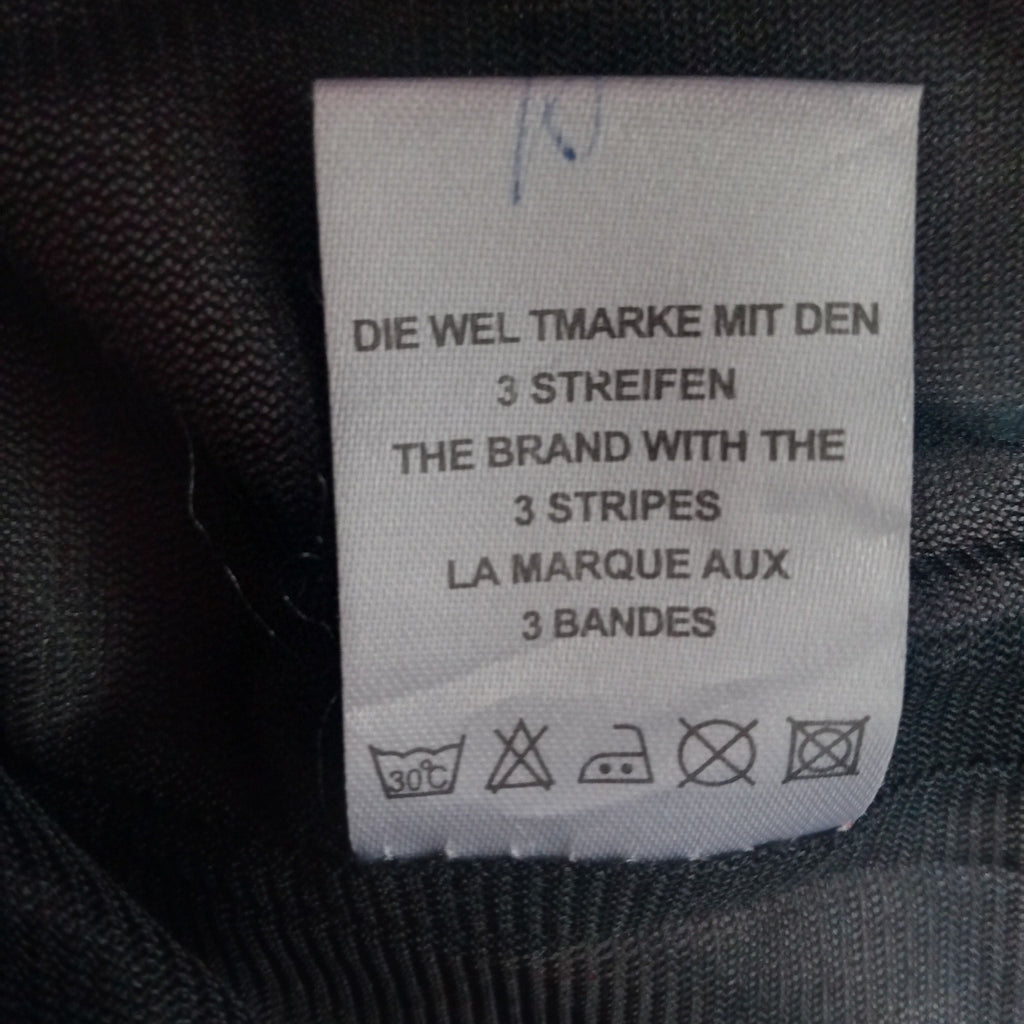 DIE WEL TMARKE MIT DEN
3 STREIFEN
THE BRAND WITH THE
3 STRIPES
LA MARQUE AUX
3 BANDES
30℃